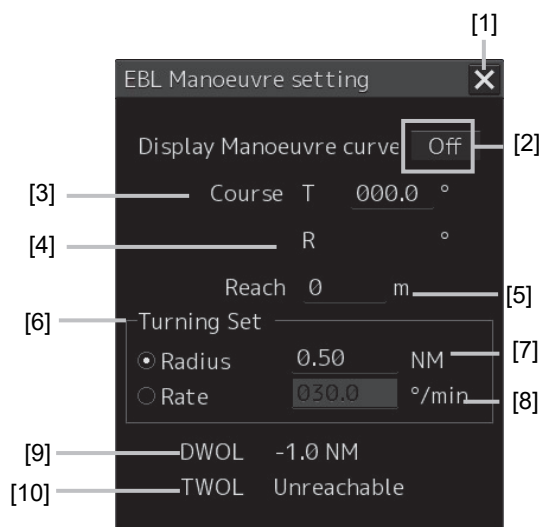 [1]
EBL Manoeuvre setting
Display Manoeuvre curve Off [2]
[3] Course T 000.0 °
[4] R °
Reach 0 m [5]
[6] Turning Set
Radius 0.50 NM [7]
Rate 030.0 °/min [8]
[9] DWOL -1.0 NM
[10] TWOL Unreachable